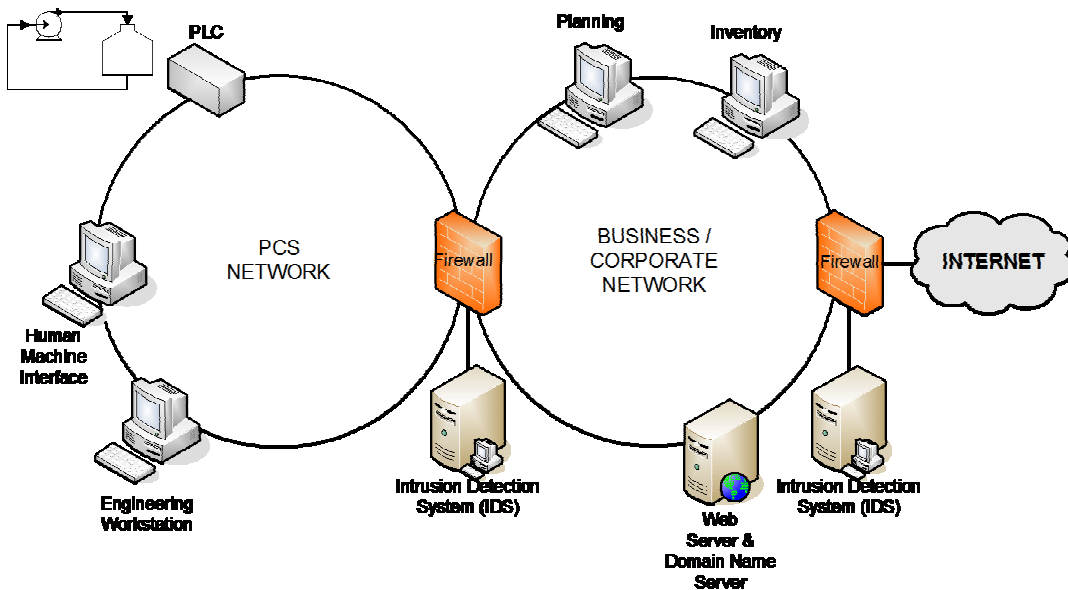 PLC
Planning
Inventory
PCS
NETWORK
Firewall
BUSINESS /
CORPORATE
NETWORK
Firewall
INTERNET
Human
Machine
Interface
Engineering
Workstation
Intrusion Detection
System (IDS)
Web
Server &
Domain Name
Server
Intrusion Detection
System (IDS)